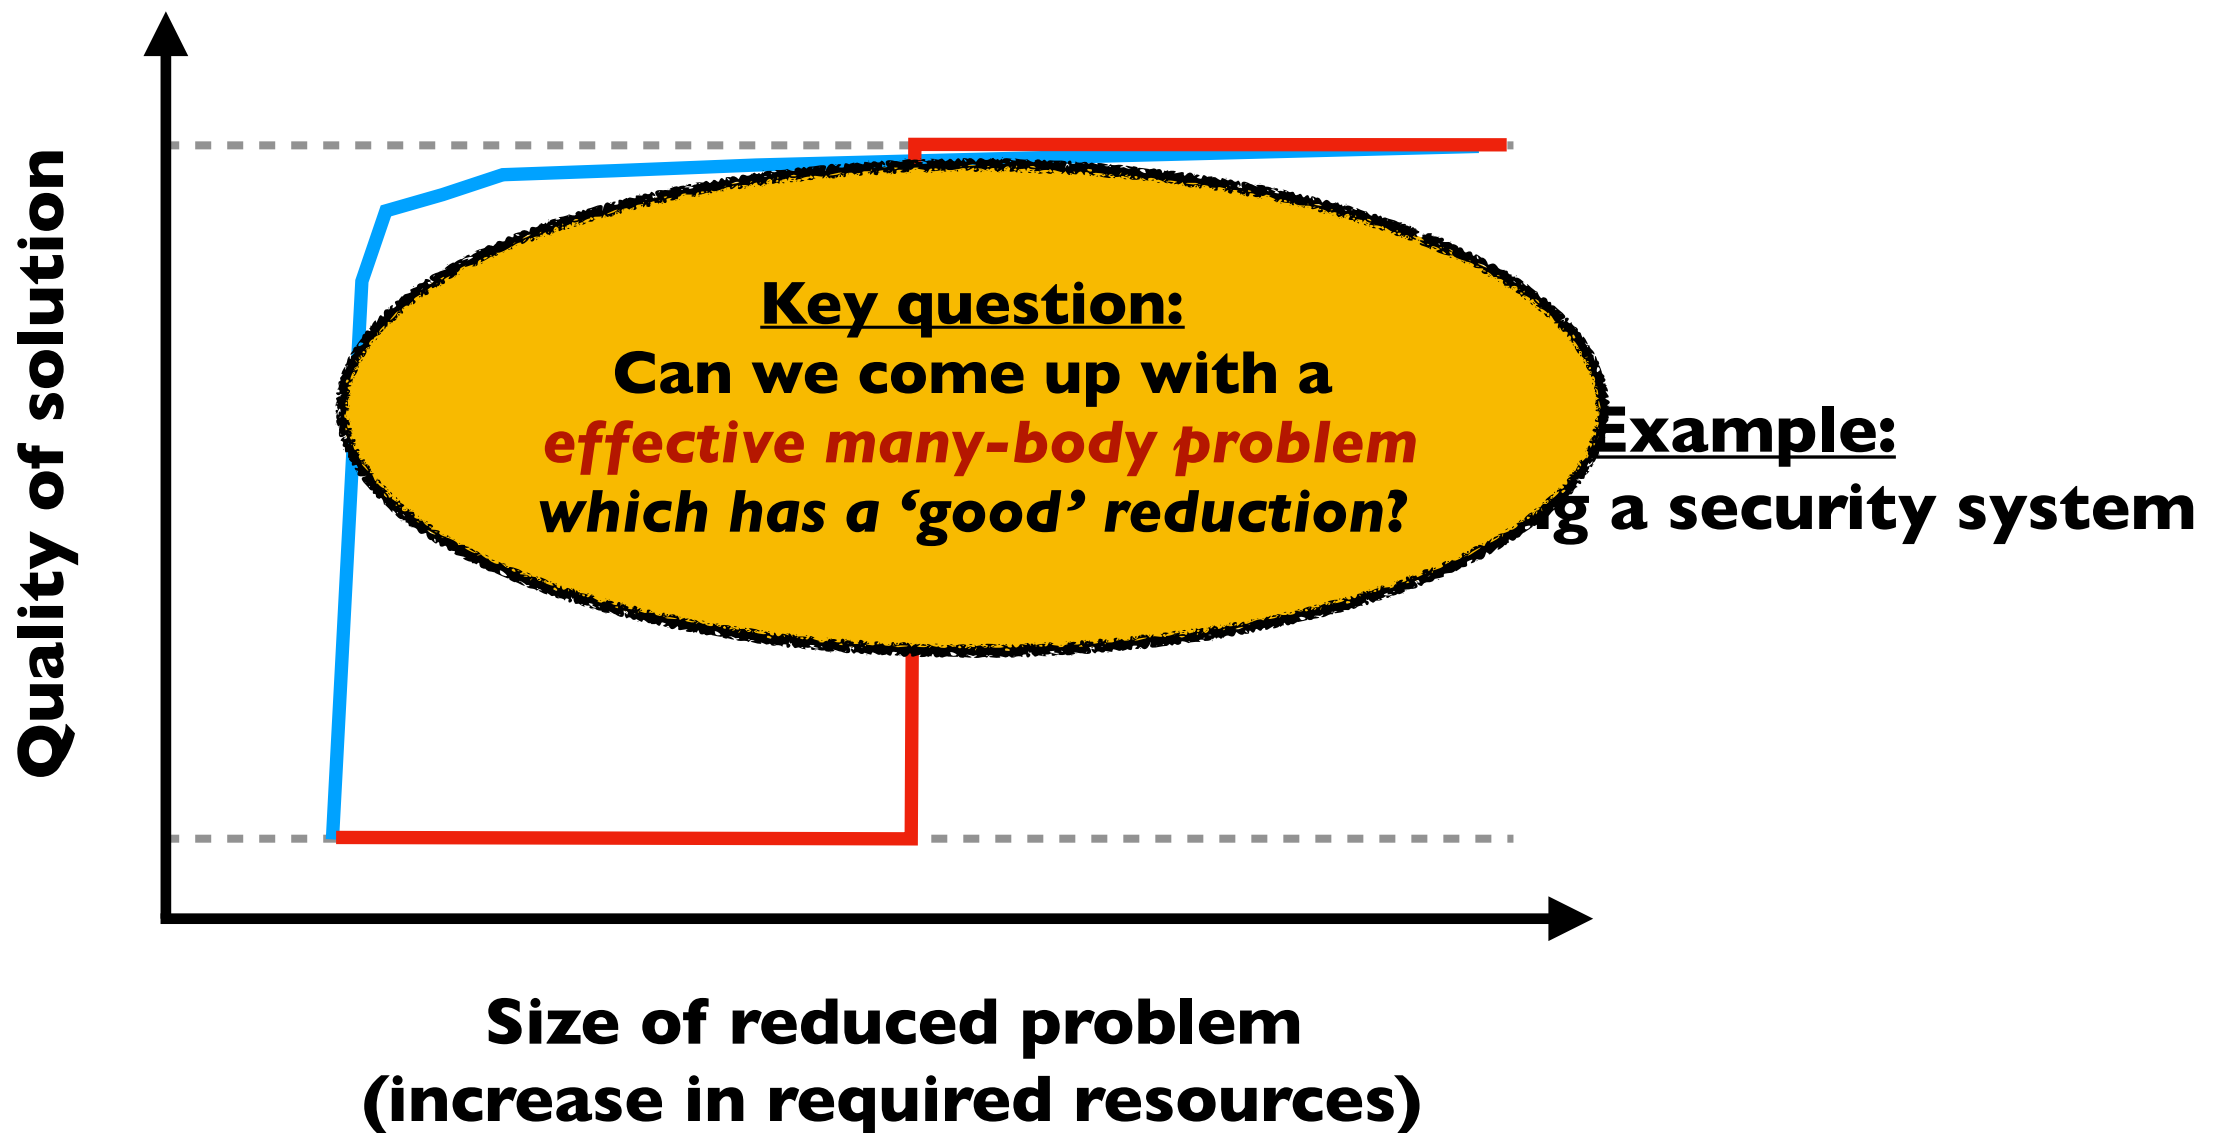 Quality of solution
Key question:
Can we come up with a
effective many-body problem
which has a ‘good’ reduction?
Example:
a security system
Size of reduced problem
(increase in required resources)